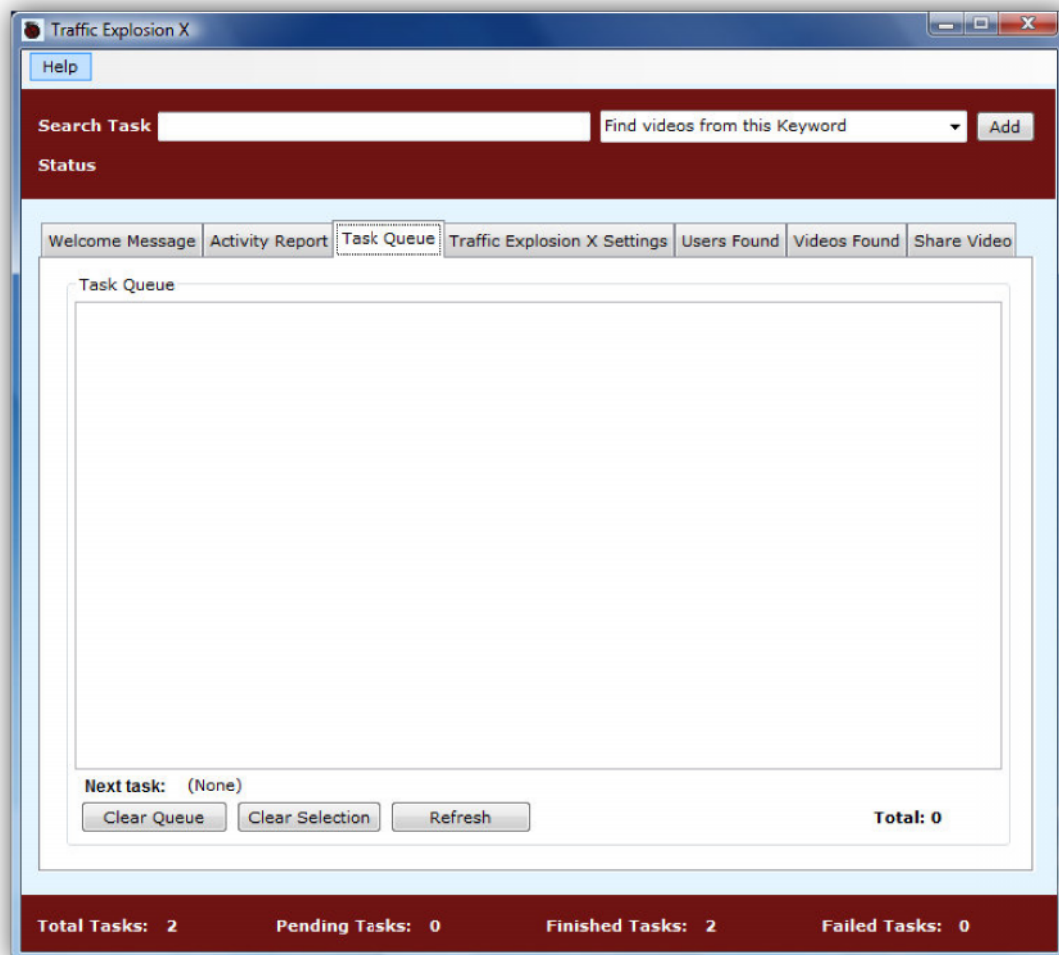 Traffic Explosion X
Help
Search Task Find videos from this Keyword Add
Status
Welcome Message Activity Report Task Queue Traffic Explosion X Settings Users Found Videos Found Share Video
Task Queue
Next task: (None)
Clear Queue Clear Selection Refresh Total: 0
Total Tasks: 2 Pending Tasks: 0 Finished Tasks: 2 Failed Tasks: 0